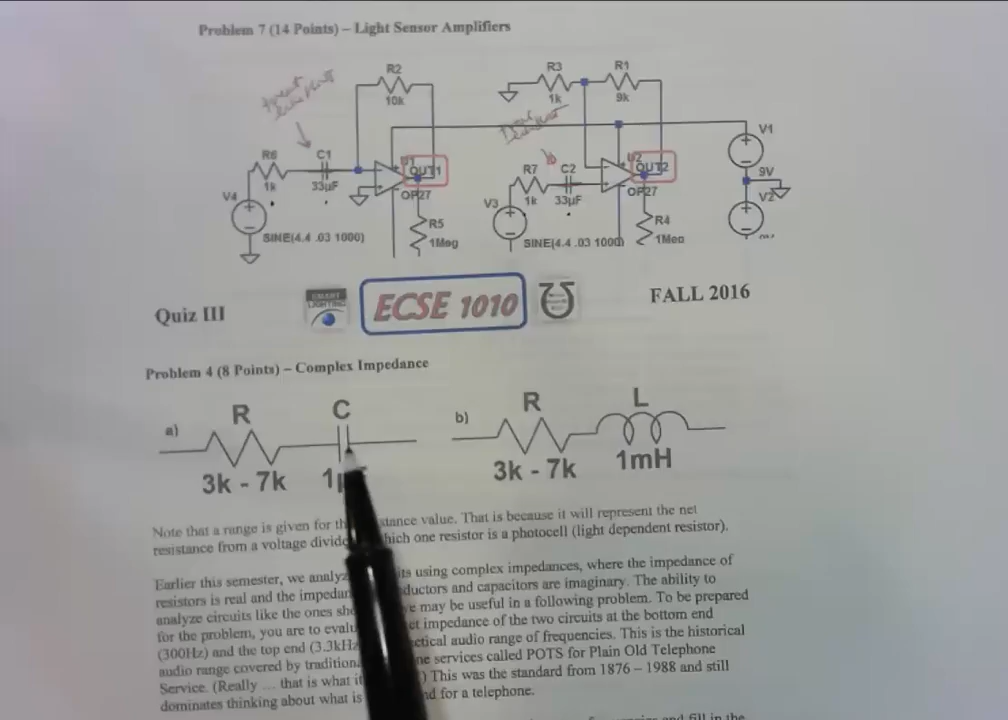 Problem 7 (14 Points) – Light Sensor Amplifiers
R2
10k
R3
1k
R1
9k
V1
9V
V2
R6
1k
C1
33µF
U1
OUT1
OP27
R7
1k
C2
33µF
U2
OUT2
OP27
V4
SINE(4.4 .03 1000)
R5
1Meg
V3
SINE(4.4 .03 1000)
R4
1Meg
Quiz III
SMART
LIGHTING
ECSE 1010
FALL 2016
Problem 4 (8 Points) – Complex Impedance
a)
R
C
3k - 7k
b)
R
L
3k - 7k
1mH
Note that a range is given for stance value. That is because it will represent the net
resistance from a voltage hich one resistor is a photocell (light dependent resistor).
Earlier this semester, we its using complex impedances, where the impedance of
resistors is real and the ductors and capacitors are imaginary. The ability to
analyze circuits like the ones may be useful in a following problem. To be prepared
for the problem, you are to et impedance of the two circuits at the bottom end
(300Hz) and the top end (3.3kHz ctical audio range of frequencies. This is the historical
audio range covered by ne services called POTS for Plain Old Telephone
Service. (Really ... that is what ) This was the standard from 1876 – 1988 and still
dominates thinking about what is nd for a telephone.
and fill in the